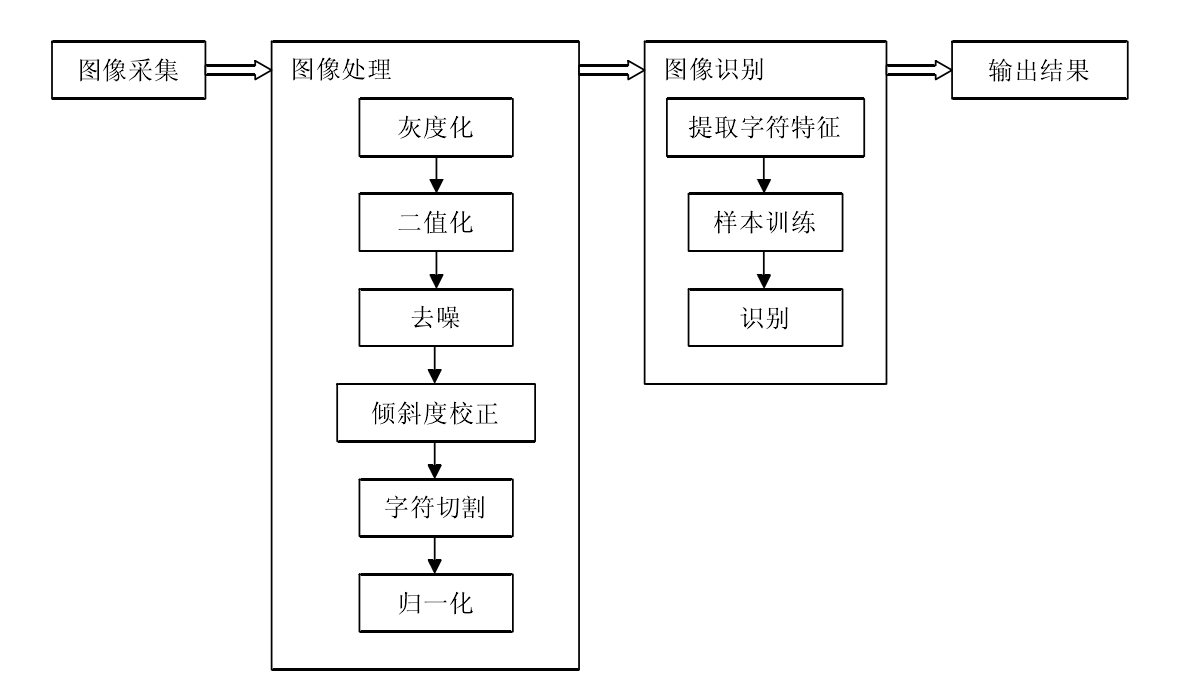 图像采集
图像处理
灰度化
二值化
去噪
倾斜度校正
字符切割
归一化
图像识别
提取字符特征
样本训练
识别
输出结果